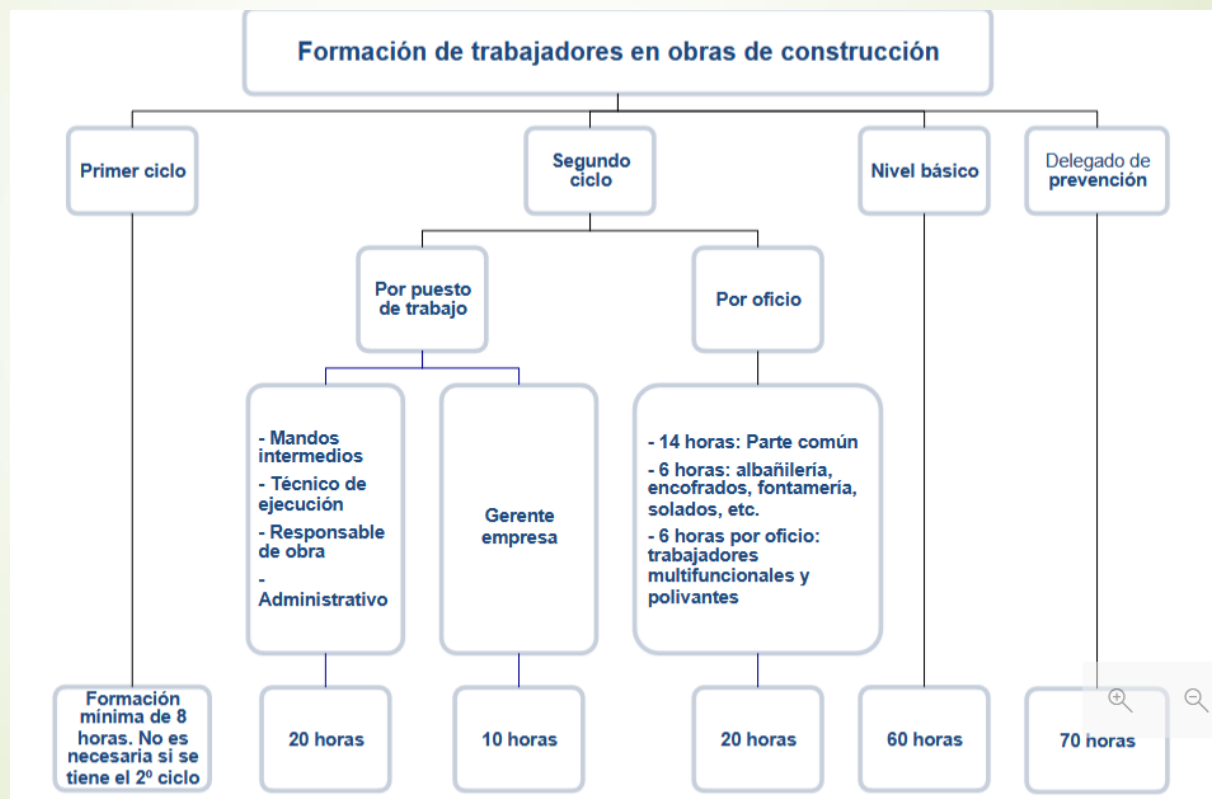 Formación de trabajadores en obras de construcción
Primer ciclo
Segundo
ciclo
Nivel básico
Delegado de
prevención
Por puesto
de trabajo
Por oficio
- Mandos
intermedios
- Técnico de
ejecución
- Responsable
de obra
-
Administrativo
Gerente
empresa
- 14 horas: Parte común
- 6 horas: albañilería,
encofrados, fontamería,
solados, etc.
- 6 horas por oficio:
trabajadores
multifuncionales y
polivantes
Formación
mínima de 8
horas. No es
necesaria si se
tiene el 2º ciclo
20 horas
10 horas
20 horas
60 horas
70 horas